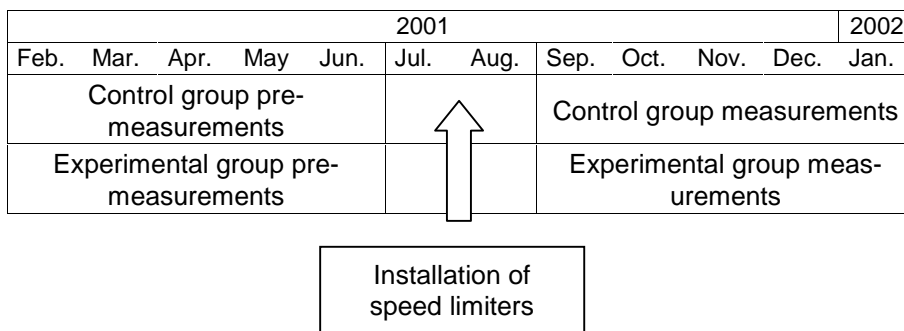 2001 2002
Feb. Mar. Apr. May Jun. Jul. Aug. Sep. Oct. Nov. Dec. Jan.
Control group pre-
measurements
Control group measurements
Experimental group pre-
measurements
Experimental group meas-
urements
Installation of
speed limiters